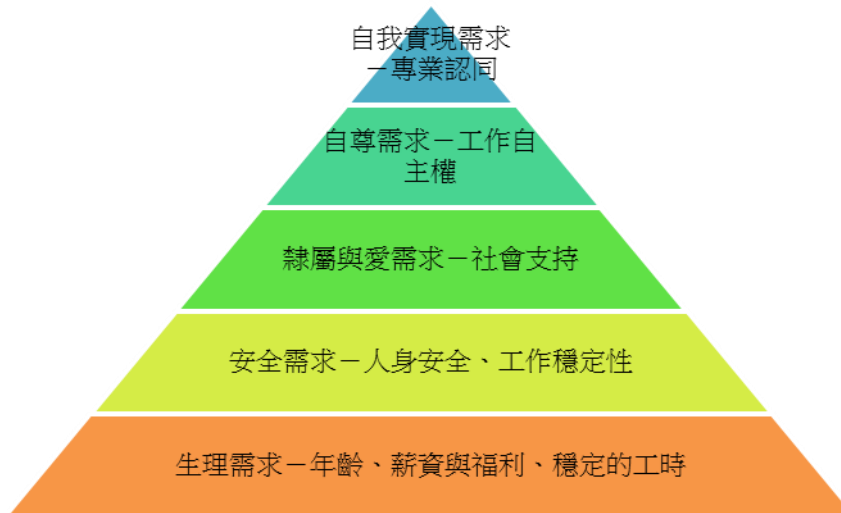 自我實現需求
－專業認同
自尊需求－工作自
主權
隸屬與愛需求－社會支持
安全需求－人身安全、工作穩定性
生理需求－年齡、薪資與福利、穩定的工時